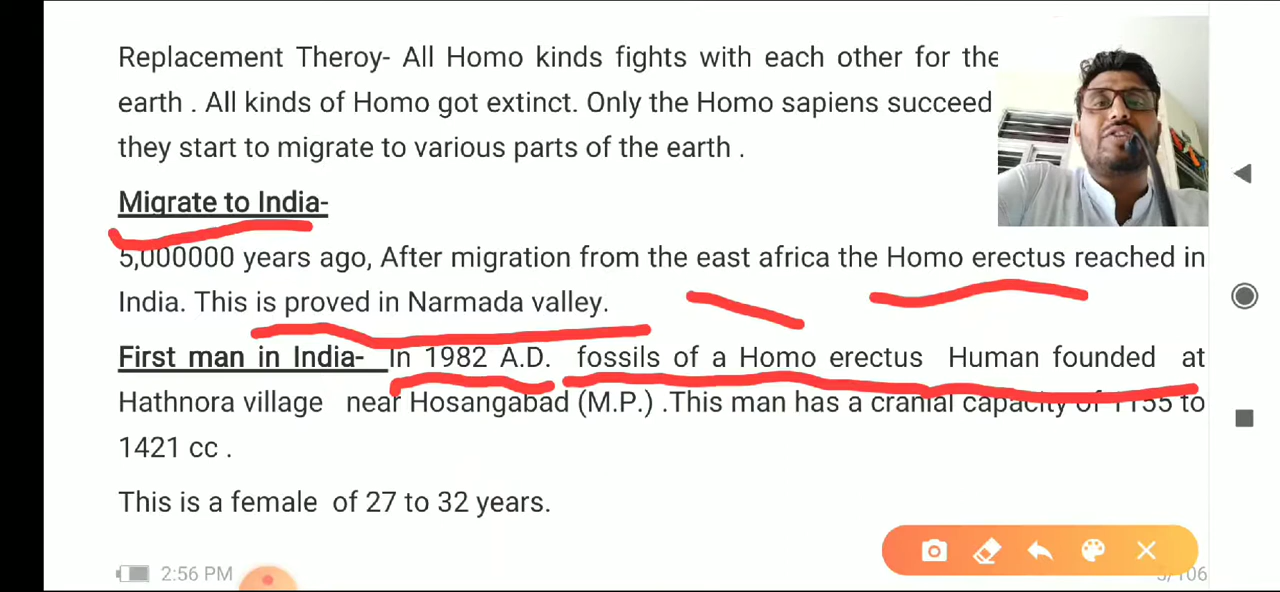 Replacement Theroy- All Homo kinds fights with each other for the
earth . All kinds of Homo got extinct. Only the Homo sapiens succeed
they start to migrate to various parts of the earth .
Migrate to India-
5,000000 years ago, After migration from the east africa the Homo erectus reached in
India. This is proved in Narmada valley.
First man in India- In 1982 A.D. fossils of a Homo erectus Human founded at
Hathnora village near Hosangabad (M.P.) .This man has a cranial capacity of 1155 to
1421 cc .
This is a female of 27 to 32 years.
2:56 PM
5/106